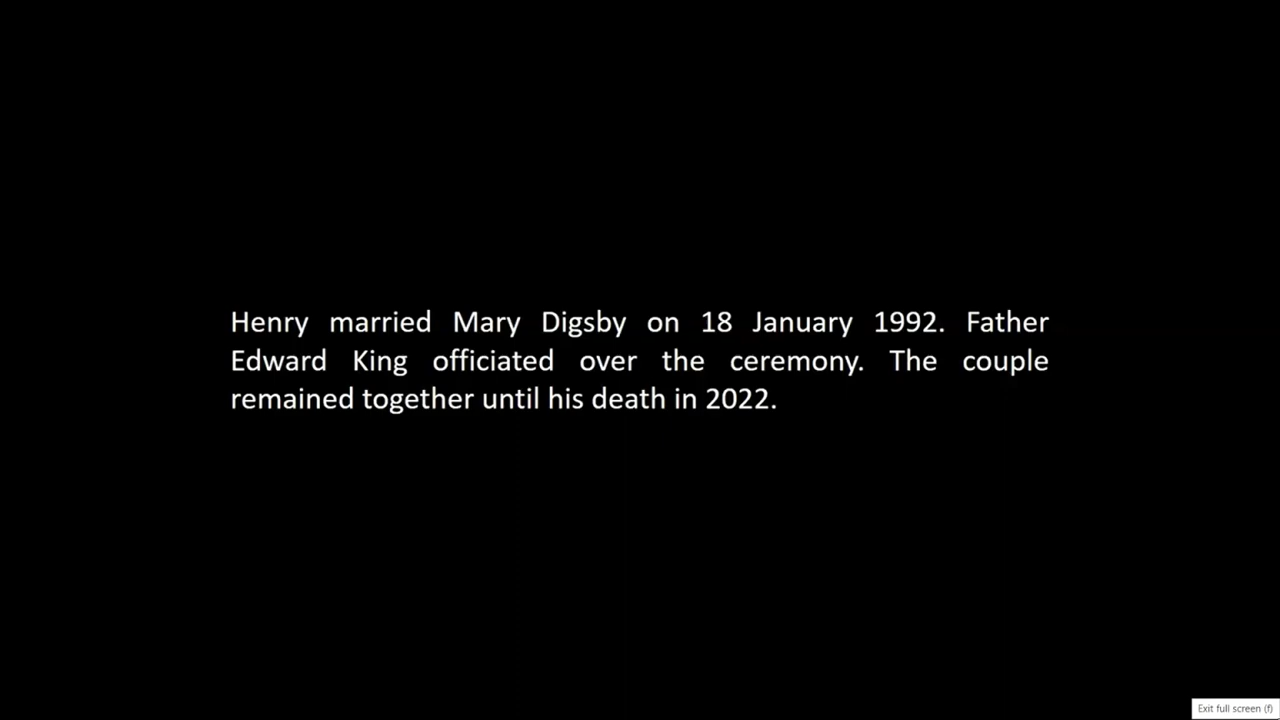 Henry married Mary Digsby on 18 January 1992. Father
Edward King officiated over the ceremony. The couple
remained together until his death in 2022.
Exit full screen (f)